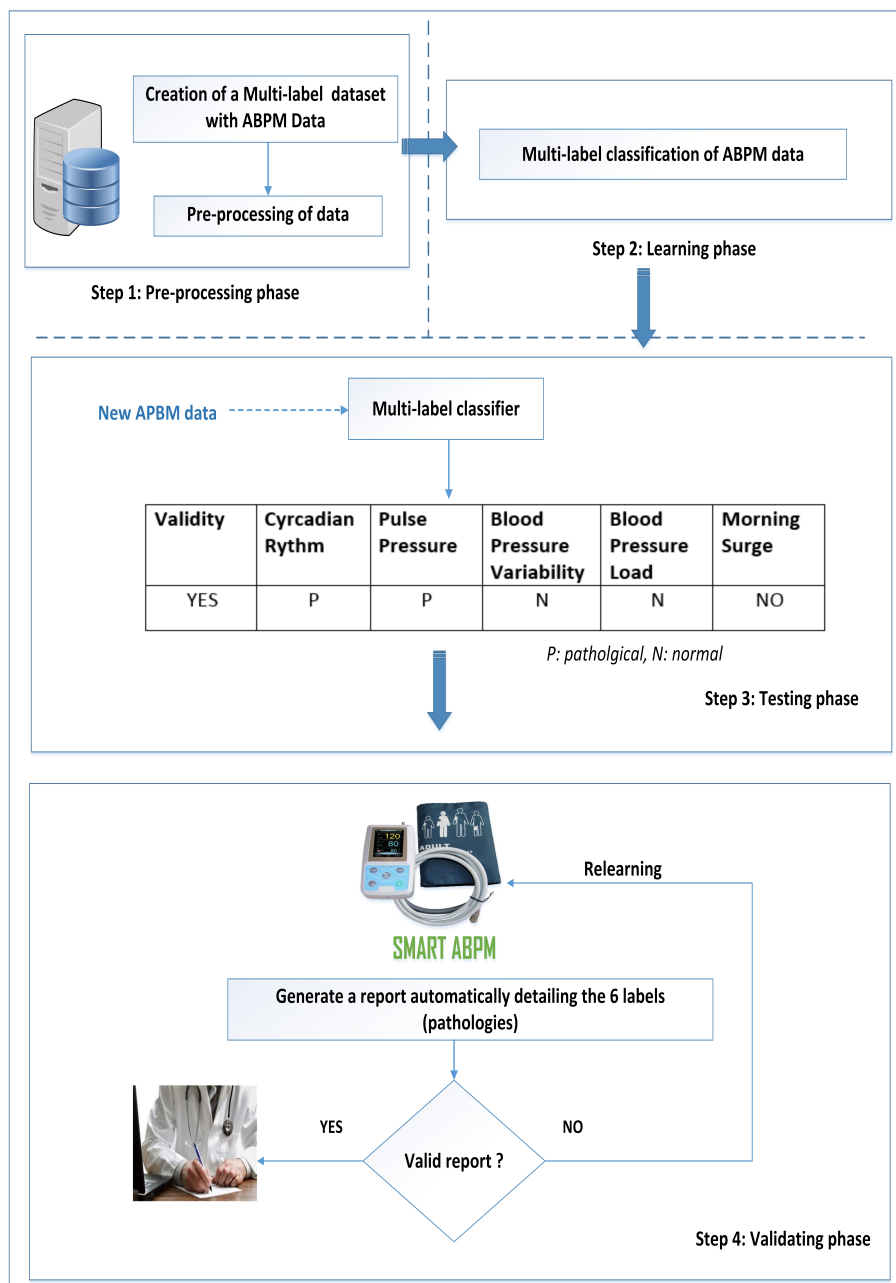 Creation of a Multi-label dataset
with ABPM Data
Pre-processing of data
Step 1: Pre-processing phase
Multi-label classification of ABPM data
Step 2: Learning phase
New APBM data
Multi-label classifier
Validity
Cyrcadian
Rythm
Pulse
Pressure
Blood
Pressure
Variability
Blood
Pressure
Load
Morning
Surge
YES
P
P
N
N
NO
P: patholgical, N: normal
Step 3: Testing phase
120
80
ADULT
Relearning
SMART ABPM
Generate a report automatically detailing the 6 labels
(pathologies)
YES
NO
Valid report ?
Step 4: Validating phase